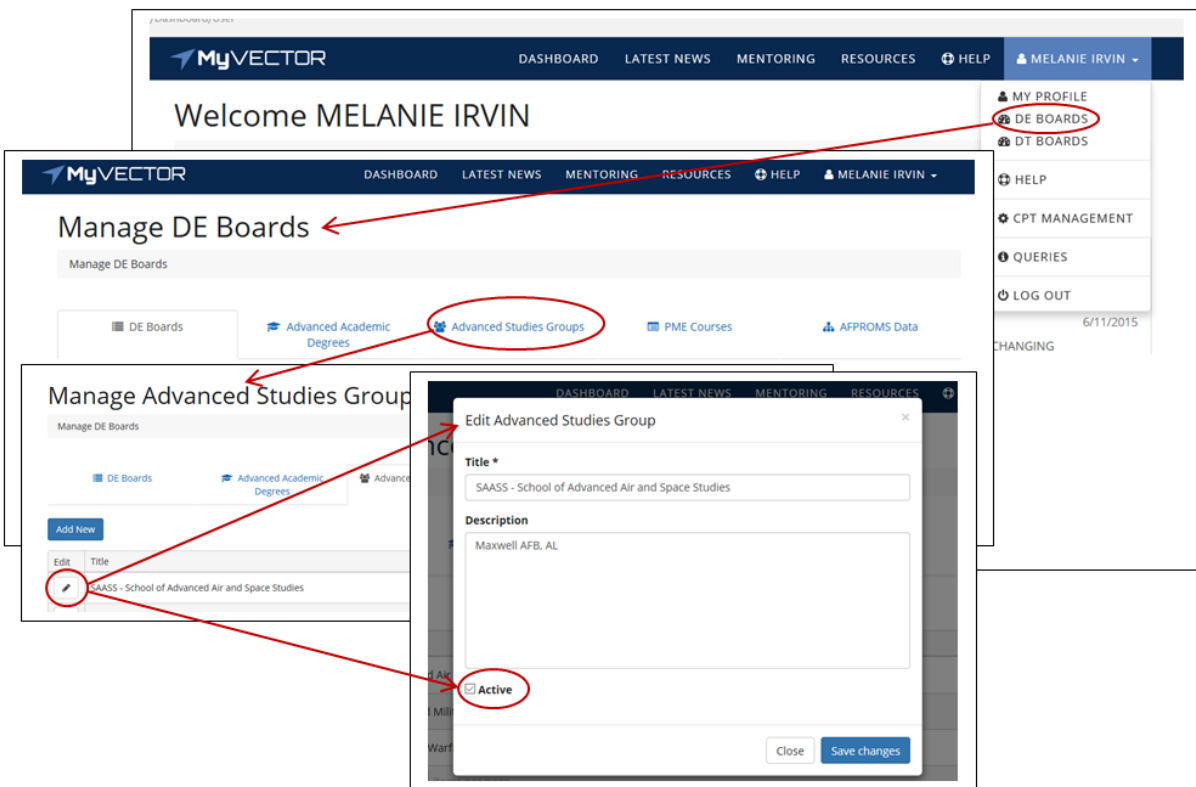 MyVECTOR DASHBOARD LATEST NEWS MENTORING RESOURCES HELP MELANIE IRVIN
Welcome MELANIE IRVIN
MY PROFILE
DE BOARDS
DT BOARDS
HELP
CPT MANAGEMENT
QUERIES
LOG OUT
6/11/2015
CHANGING
MyVECTOR DASHBOARD LATEST NEWS MENTORING RESOURCES HELP MELANIE IRVIN
Manage DE Boards
Manage DE Boards
DE Boards Advanced Academic Degrees Advanced Studies Groups PME Courses AFPROMS Data
Manage Advanced Studies Group
Manage DE Boards
DE Boards Advanced Academic Degrees Advance
Add New
Edit Title
SAASS - School of Advanced Air and Space Studies
DASHBOARD LATEST NEWS MENTORING RESOURCES
Edit Advanced Studies Group ×
Title *
SAASS - School of Advanced Air and Space Studies
Description
Maxwell AFB, AL
Active
Close Save changes